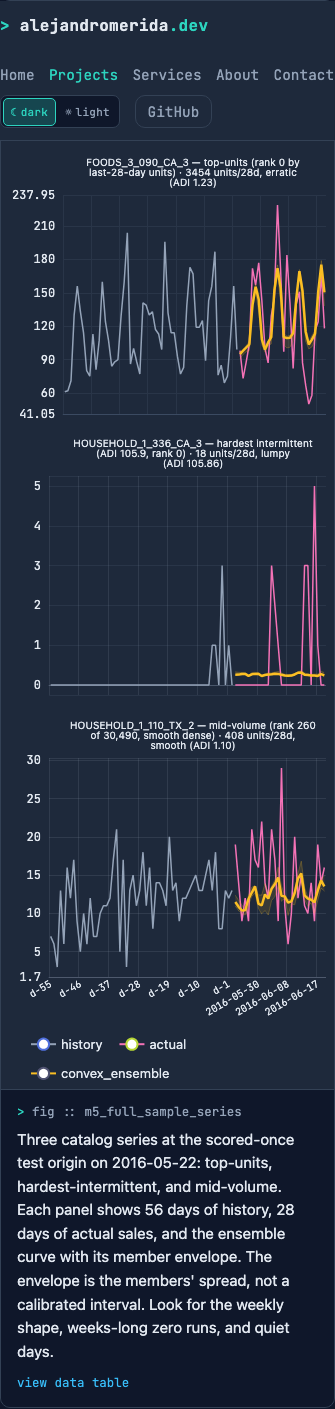 > alejandromerida.dev
Home Projects Services About Contact
☾ dark ☀ light GitHub
FOODS_3_090_CA_3 — top-units (rank 0 by
last-28-day units) · 3454 units/28d, erratic
(ADI 1.23)
237.95
210
180
150
120
90
60
41.05
HOUSEHOLD_1_336_CA_3 — hardest intermittent
(ADI 105.9, rank 0) · 18 units/28d, lumpy
(ADI 105.86)
5
4
3
2
1
0
HOUSEHOLD_1_110_TX_2 — mid-volume (rank 260
of 30,490, smooth dense) · 408 units/28d,
smooth (ADI 1.10)
30
25
20
15
10
5
1.7
d-55 d-46 d-37 d-28 d-19 d-10 d-1 2016-05-30 2016-06-08 2016-06-17
history actual
convex_ensemble
> fig :: m5_full_sample_series
Three catalog series at the scored-once
test origin on 2016-05-22: top-units,
hardest-intermittent, and mid-volume.
Each panel shows 56 days of history, 28
days of actual sales, and the ensemble
curve with its member envelope. The
envelope is the members' spread, not a
calibrated interval. Look for the weekly
shape, weeks-long zero runs, and quiet
days.
view data table